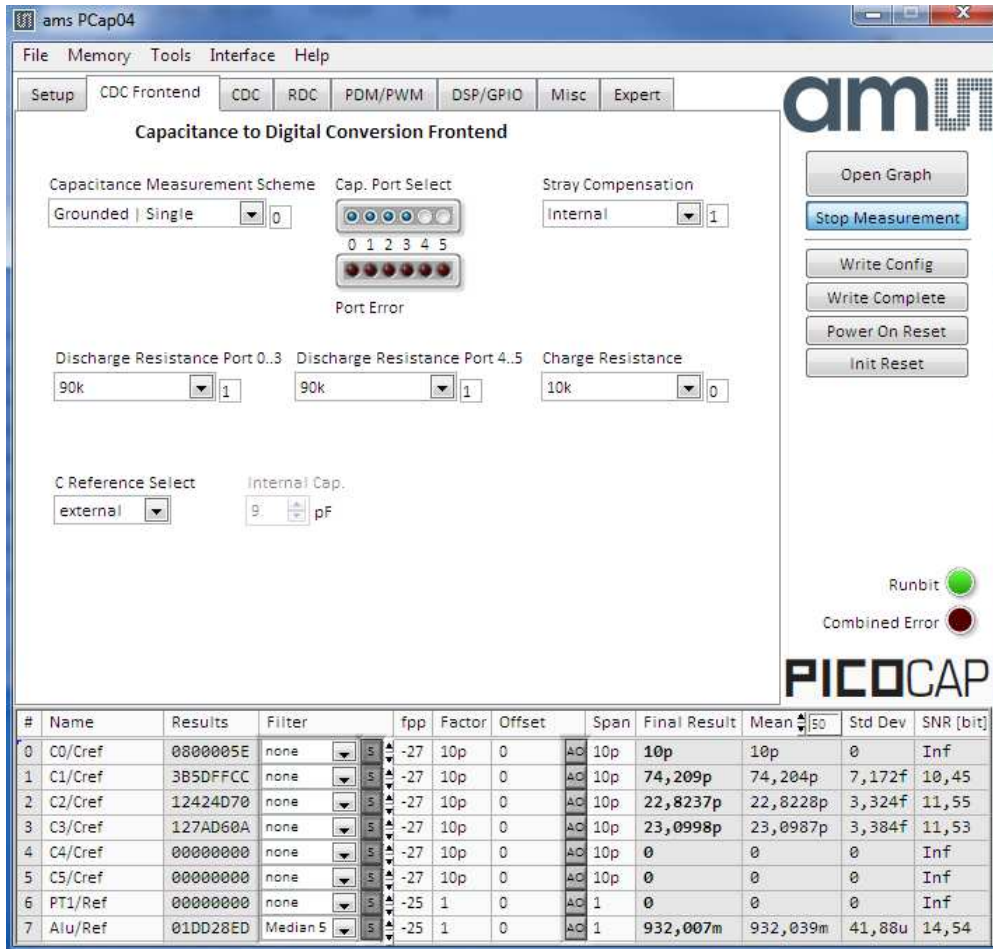 ams PCap04
File Memory Tools Interface Help
Setup CDC Frontend CDC RDC PDM/PWM DSP/GPIO Misc Expert
am
Capacitance to Digital Conversion Frontend
Open Graph
Capacitance Measurement Scheme Cap. Port Select Stray Compensation
Grounded | Single 0 Internal 1
Stop Measurement
0 1 2 3 4 5
Write Config
Write Complete
Port Error
Power On Reset
Discharge Resistance Port 0..3 Discharge Resistance Port 4..5 Charge Resistance
Init Reset
90k 1 90k 1 10k 0
C Reference Select Internal Cap.
external 9 pF
Runbit
Combined Error
PICOCAP
# Name Results Filter fpp Factor Offset Span Final Result Mean 50 Std Dev SNR [bit]
0 C0/Cref 0800005E none S -27 10p 0 AO 10p 10p 10p 0 Inf
1 C1/Cref 3B5DFFCC none S -27 10p 0 AO 10p 74,209p 74,204p 7,172f 10,45
2 C2/Cref 12424D70 none S -27 10p 0 AO 10p 22,8237p 22,8228p 3,324f 11,55
3 C3/Cref 127AD60A none S -27 10p 0 AO 10p 23,0998p 23,0987p 3,384f 11,53
4 C4/Cref 00000000 none S -27 10p 0 AO 10p 0 0 0 Inf
5 C5/Cref 00000000 none S -27 10p 0 AO 10p 0 0 0 Inf
6 PT1/Ref 00000000 none S -25 1 0 AO 1 0 0 0 Inf
7 Alu/Ref 01DD28ED Median 5 S -25 1 0 AO 1 932,007m 932,039m 41,88u 14,54